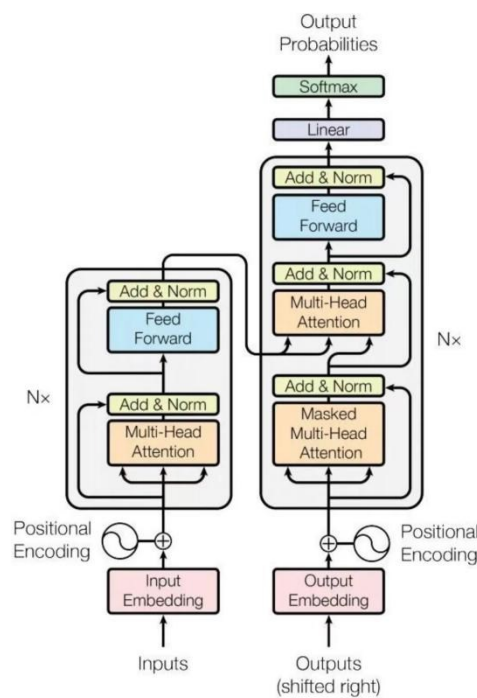 Output
Probabilities
Softmax
Linear
Add & Norm
Feed
Forward
Add & Norm
Multi-Head
Attention
Add & Norm
Masked
Multi-Head
Attention
N×
Add & Norm
Feed
Forward
N×
Add & Norm
Multi-Head
Attention
Positional
Encoding
Positional
Encoding
Input
Embedding
Output
Embedding
Inputs
Outputs
(shifted right)